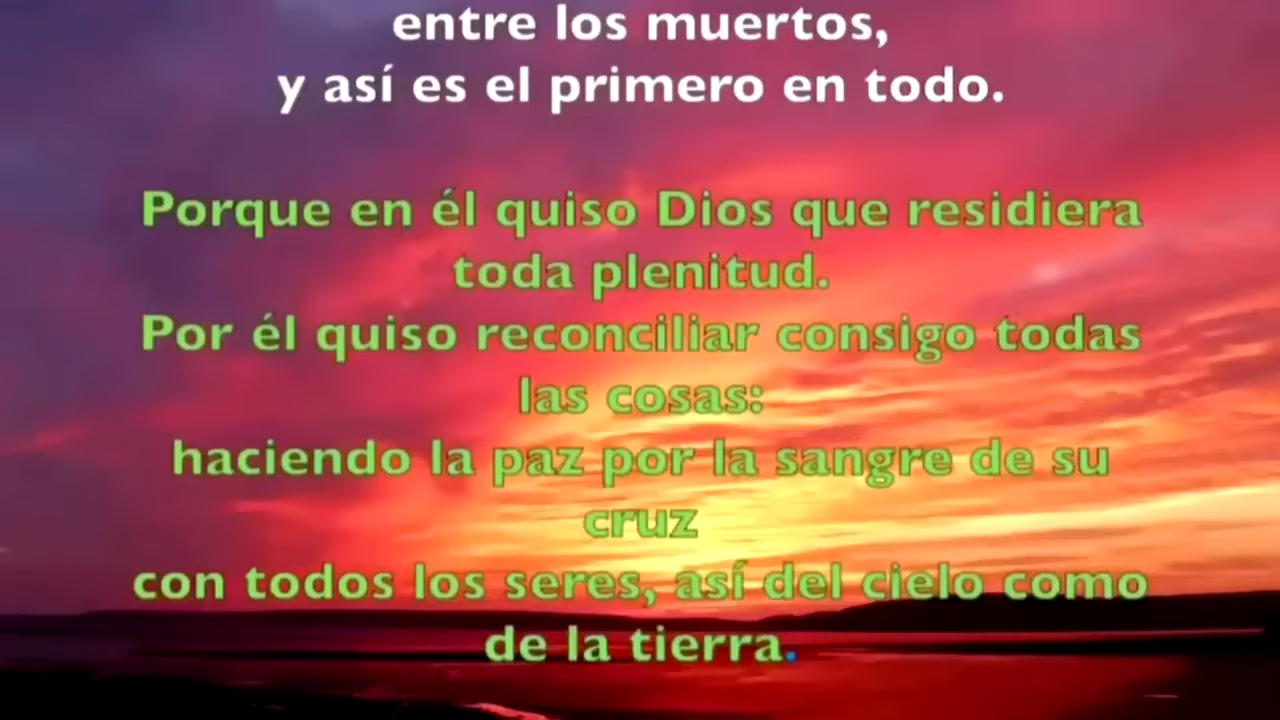 entre los muertos,
y así es el primero en todo.
Porque en él quiso Dios que residiera
toda plenitud.
Por él quiso reconciliar consigo todas
las cosas:
haciendo la paz por la sangre de su
cruz
con todos los seres, así del cielo como
de la tierra.